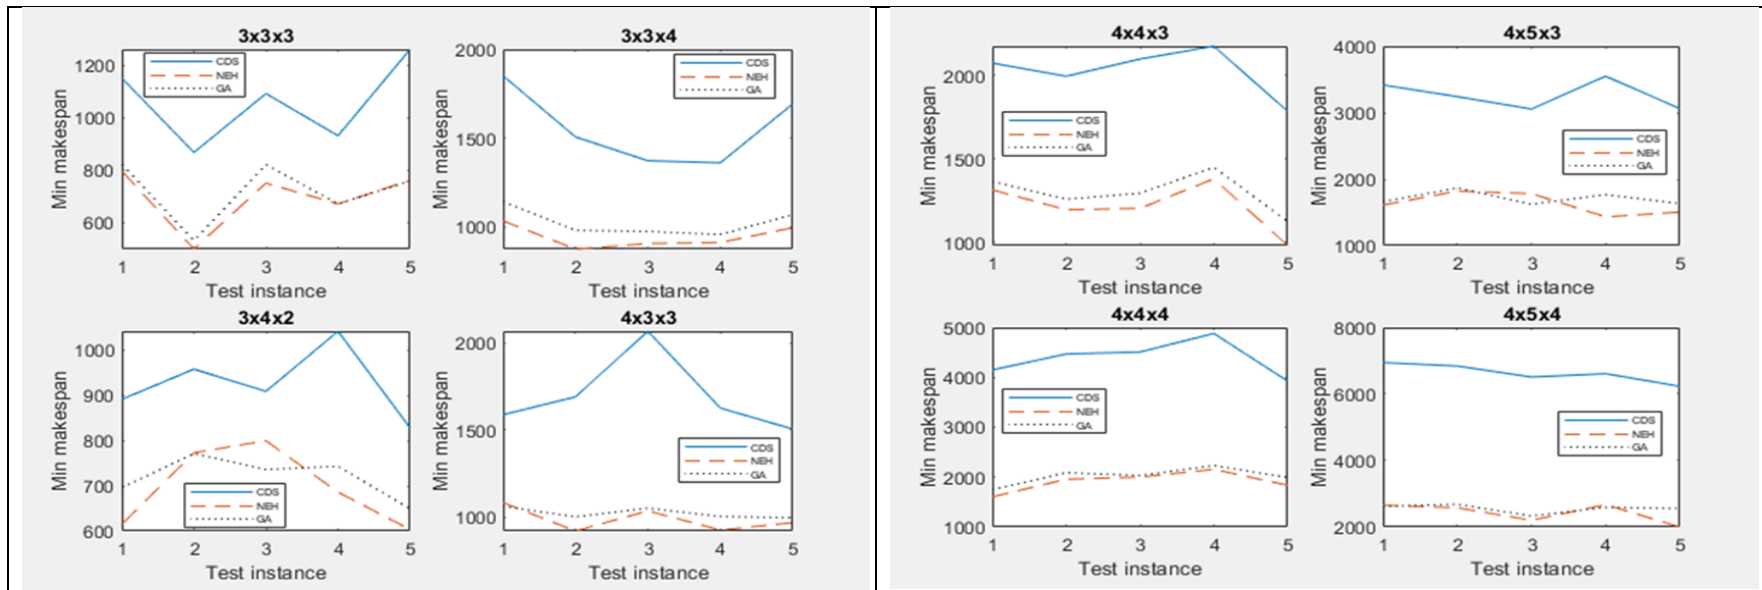 3x3x3
1200
1000
800
600
Min makespan
CDS
NEH
GA
1 2 3 4 5
Test instance
3x3x4
2000
1500
1000
Min makespan
CDS
NEH
GA
1 2 3 4 5
Test instance
3x4x2
1000
900
800
700
600
Min makespan
CDS
NEH
GA
1 2 3 4 5
Test instance
4x3x3
2000
1500
1000
Min makespan
CDS
NEH
GA
1 2 3 4 5
Test instance
4x4x3
2000
1500
1000
Min makespan
CDS
NEH
GA
1 2 3 4 5
Test instance
4x5x3
4000
3000
2000
1000
Min makespan
CDS
NEH
GA
1 2 3 4 5
Test instance
4x4x4
5000
4000
3000
2000
1000
Min makespan
CDS
NEH
GA
1 2 3 4 5
Test instance
4x5x4
8000
6000
4000
2000
Min makespan
CDS
NEH
GA
1 2 3 4 5
Test instance